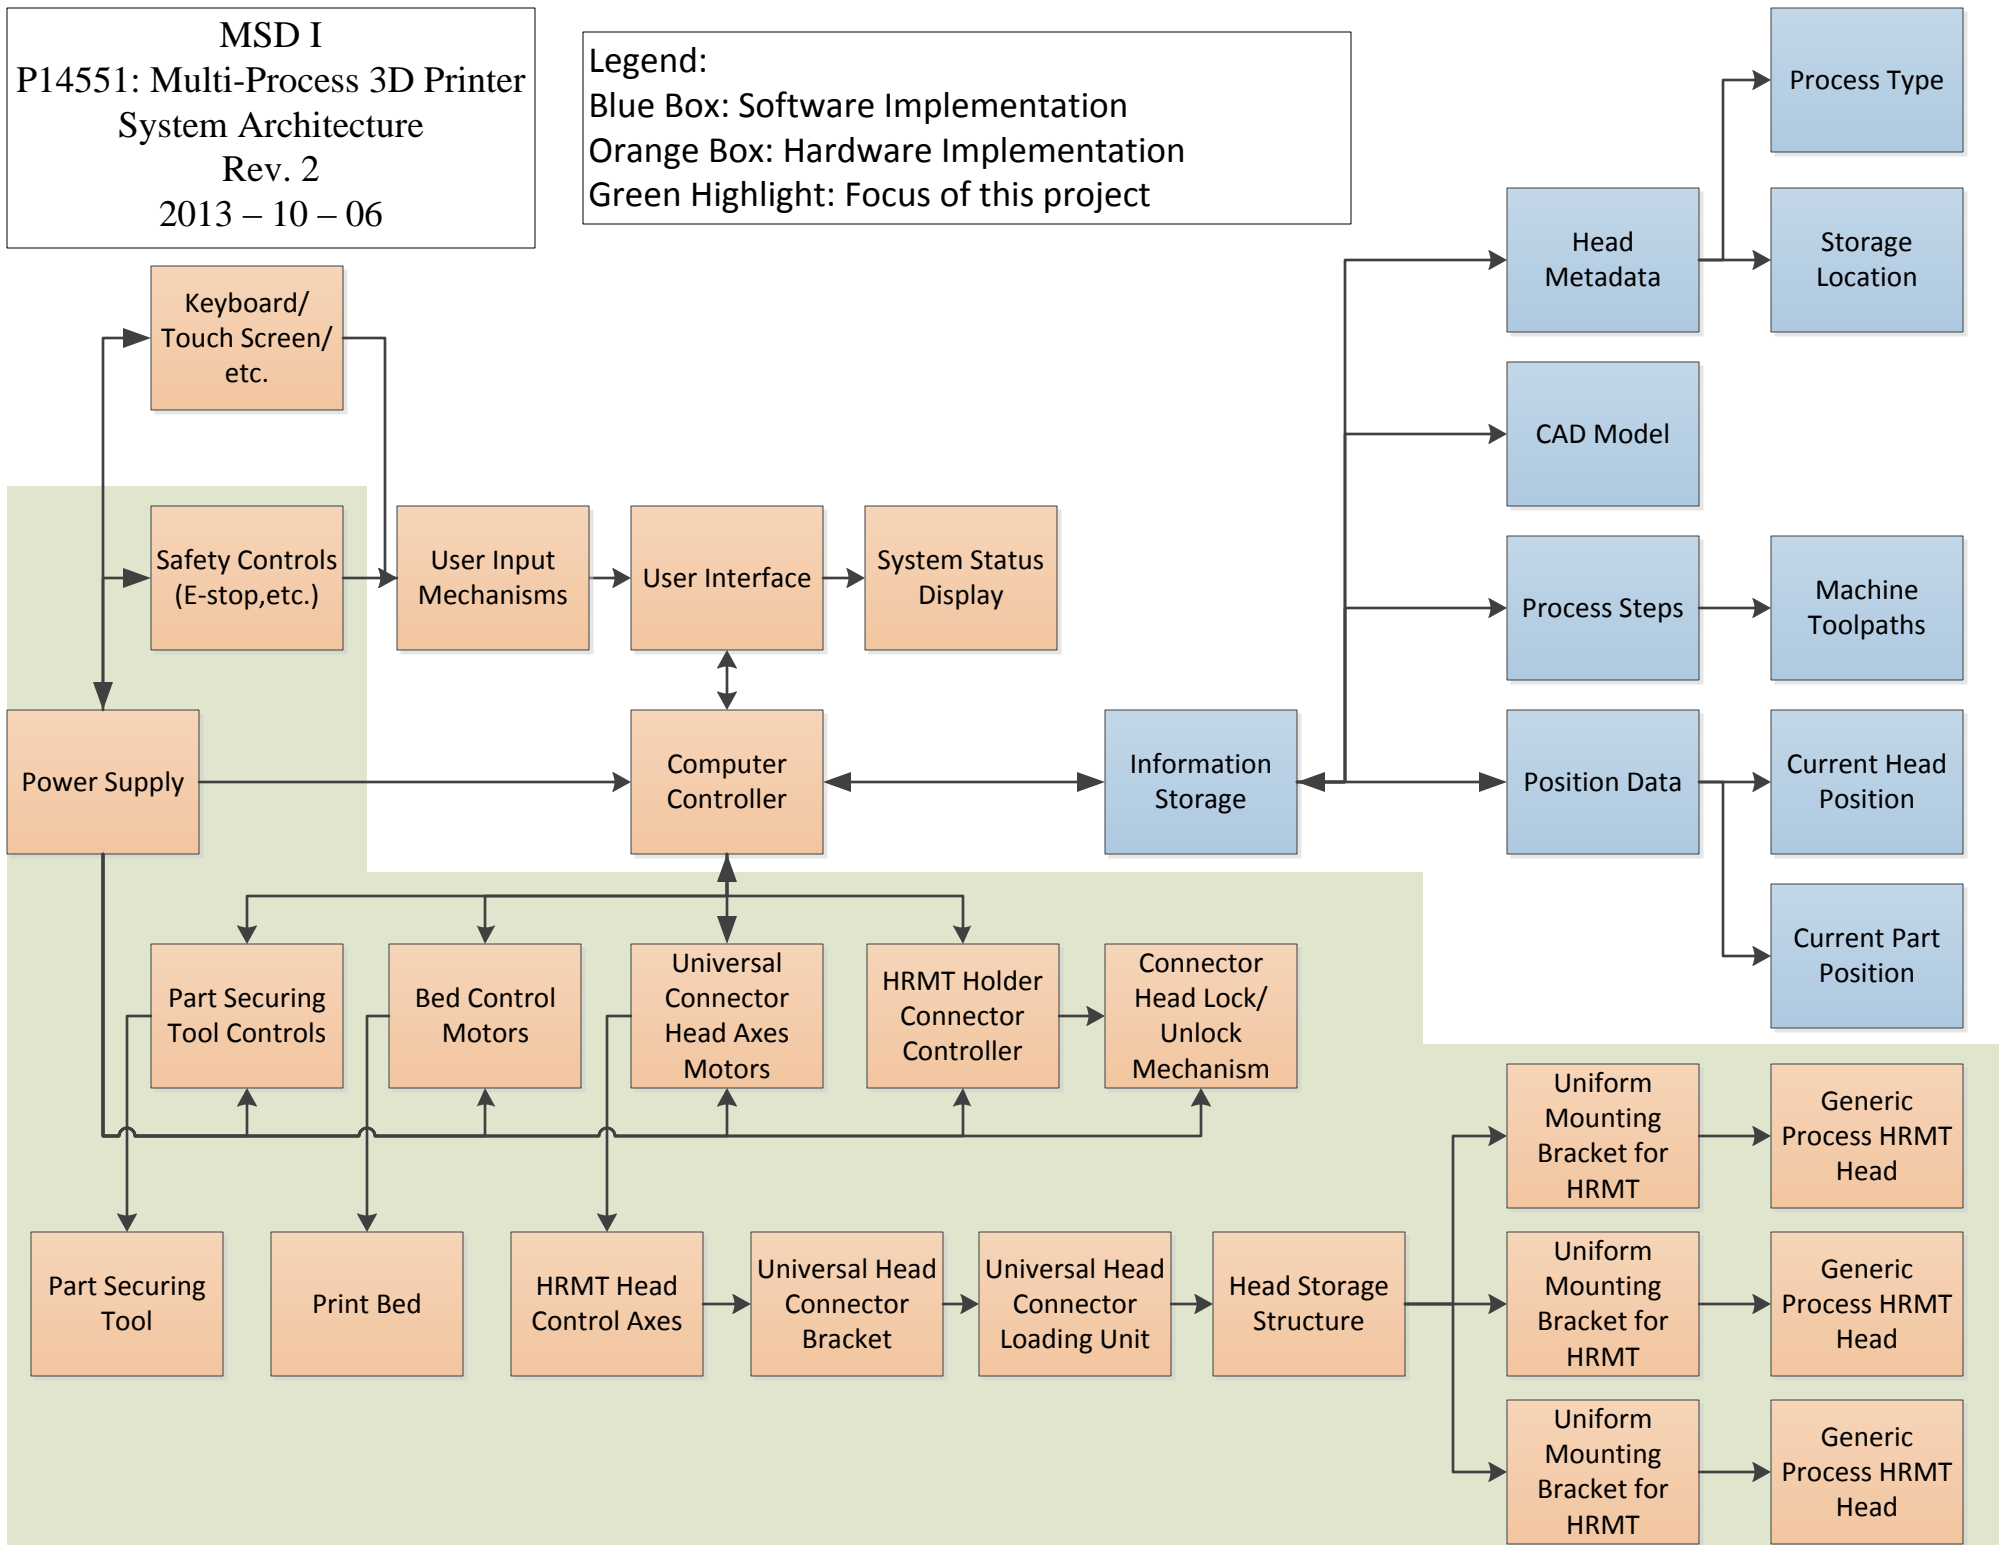 MSD I
P14551: Multi-Process 3D Printer
System Architecture
Rev. 2
2013 – 10 – 06
Legend:
Blue Box: Software Implementation
Orange Box: Hardware Implementation
Green Highlight: Focus of this project
Process Type
Head
Metadata
Storage
Location
Keyboard/
Touch Screen/
etc.
CAD Model
Safety Controls
(E-stop,etc.)
User Input
Mechanisms
User Interface
System Status
Display
Process Steps
Machine
Toolpaths
Power Supply
Computer
Controller
Information
Storage
Position Data
Current Head
Position
Current Part
Position
Part Securing
Tool Controls
Bed Control
Motors
Universal
Connector
Head Axes
Motors
HRMT Holder
Connector
Controller
Connector
Head Lock/
Unlock
Mechanism
Uniform
Mounting
Bracket for
HRMT
Generic
Process HRMT
Head
Part Securing
Tool
Print Bed
HRMT Head
Control Axes
Universal Head
Connector
Bracket
Universal Head
Connector
Loading Unit
Head Storage
Structure
Uniform
Mounting
Bracket for
HRMT
Generic
Process HRMT
Head
Uniform
Mounting
Bracket for
HRMT
Generic
Process HRMT
Head